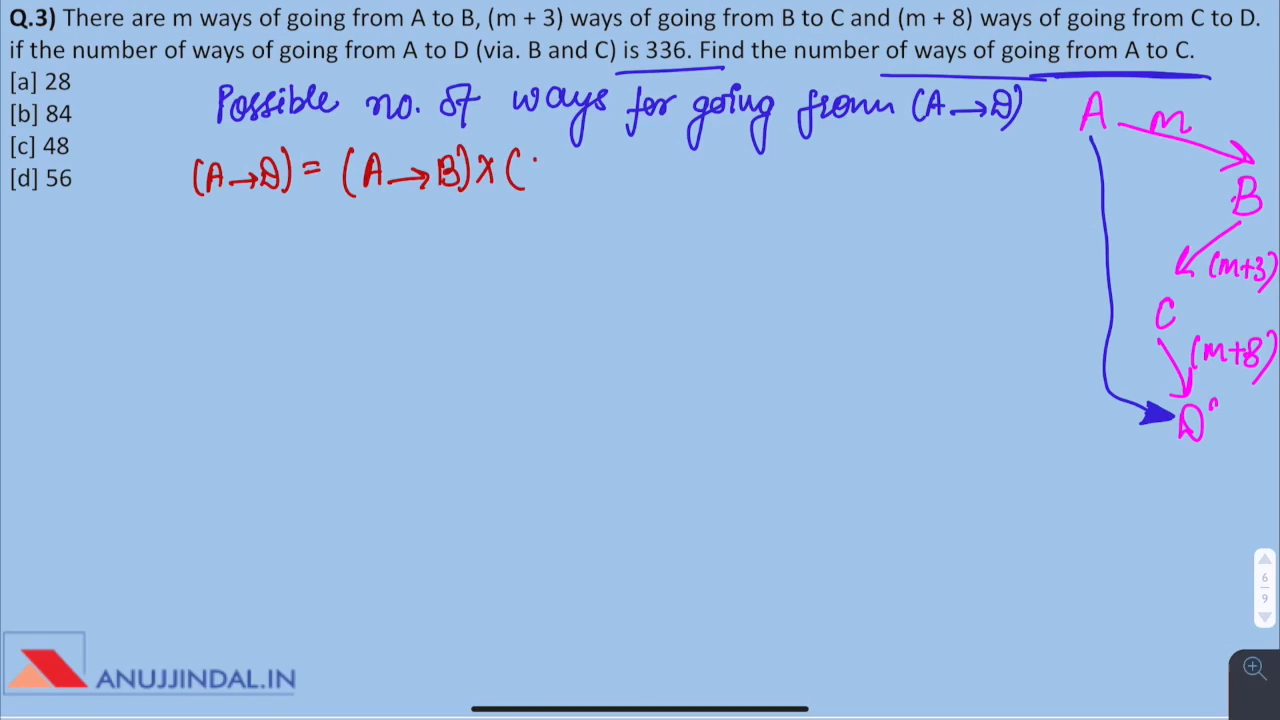 Q.3) There are m ways of going from A to B, (m + 3) ways of going from B to C and (m + 8) ways of going from C to D.
if the number of ways of going from A to D (via. B and C) is 336. Find the number of ways of going from A to C.
[a] 28
[b] 84
[c] 48
[d] 56
Possible no. of ways for going from (A→D)
(A→D) = (A→B) x (
A
m
B
(m+3)
C
(m+8)
D
6
9
ANUJJINDAL.IN